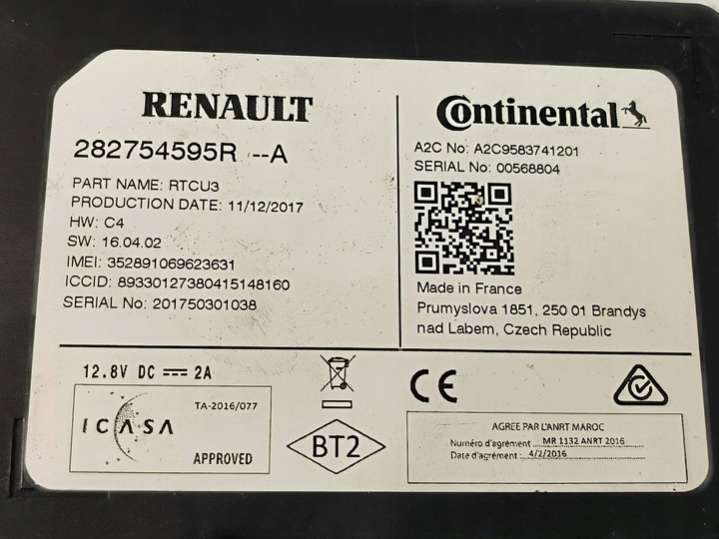 RENAULT
282754595R --A
PART NAME: RTCU3
PRODUCTION DATE: 11/12/2017
HW: C4
SW: 16.04.02
IMEI: 352891069623631
ICCID: 89330127380415148160
SERIAL No: 201750301038
Continental
A2C No: A2C9583741201
SERIAL No: 00568804
Made in France
Prumyslova 1851, 250 01 Brandys
nad Labem, Czech Republic
12.8V DC ⎓ 2A
TA-2016/077
ICASA
APPROVED
BT2
CE
AGREE PAR L'ANRT MAROC
Numéro d'agrément : MR 1132 ANRT 2016
Date d'agrément : 4/2/2016